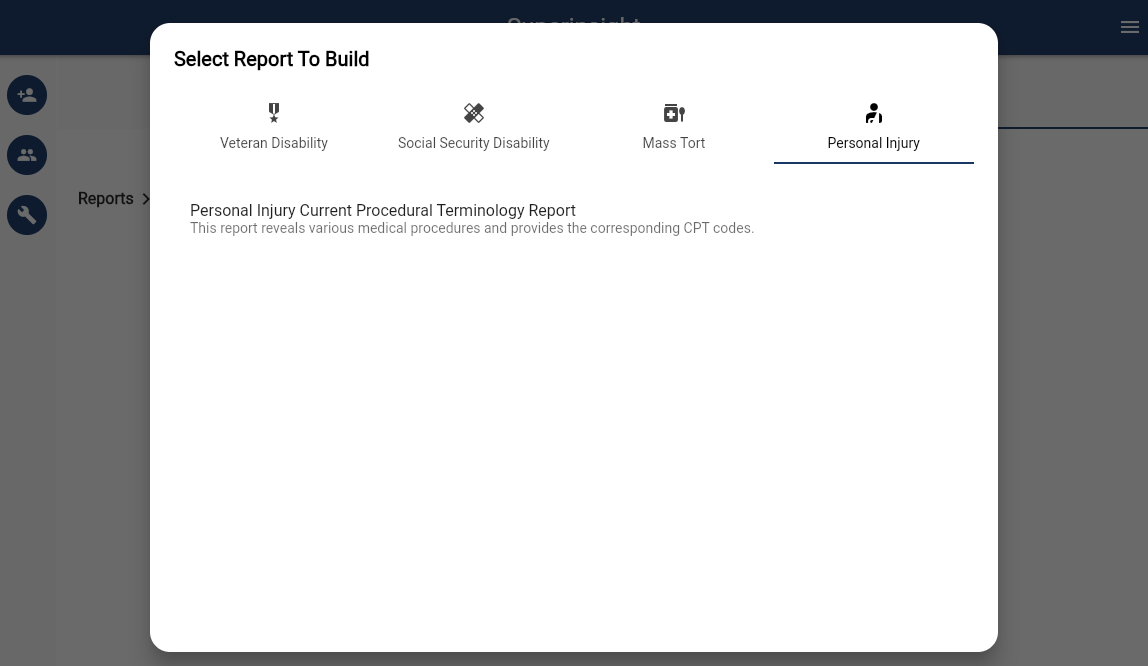 Superinsight
Select Report To Build
Veteran Disability
Social Security Disability
Mass Tort
Personal Injury
Reports
Personal Injury Current Procedural Terminology Report
This report reveals various medical procedures and provides the corresponding CPT codes.